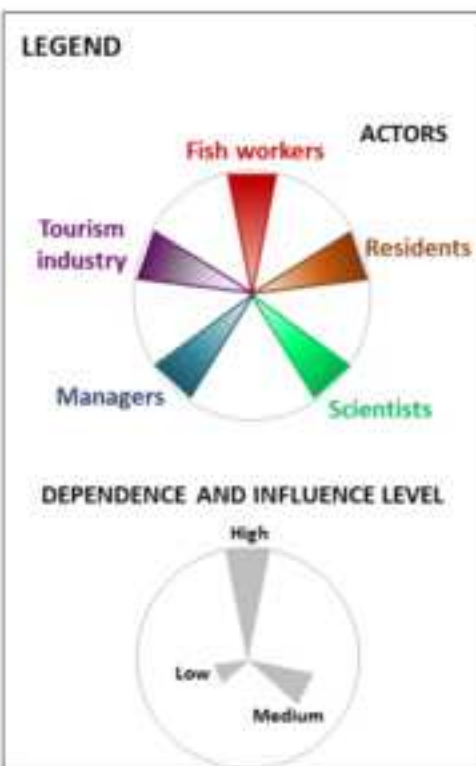 LEGEND
ACTORS
Fish workers
Tourism
industry
Residents
Managers
Scientists
DEPENDENCE AND INFLUENCE LEVEL
High
Low
Medium